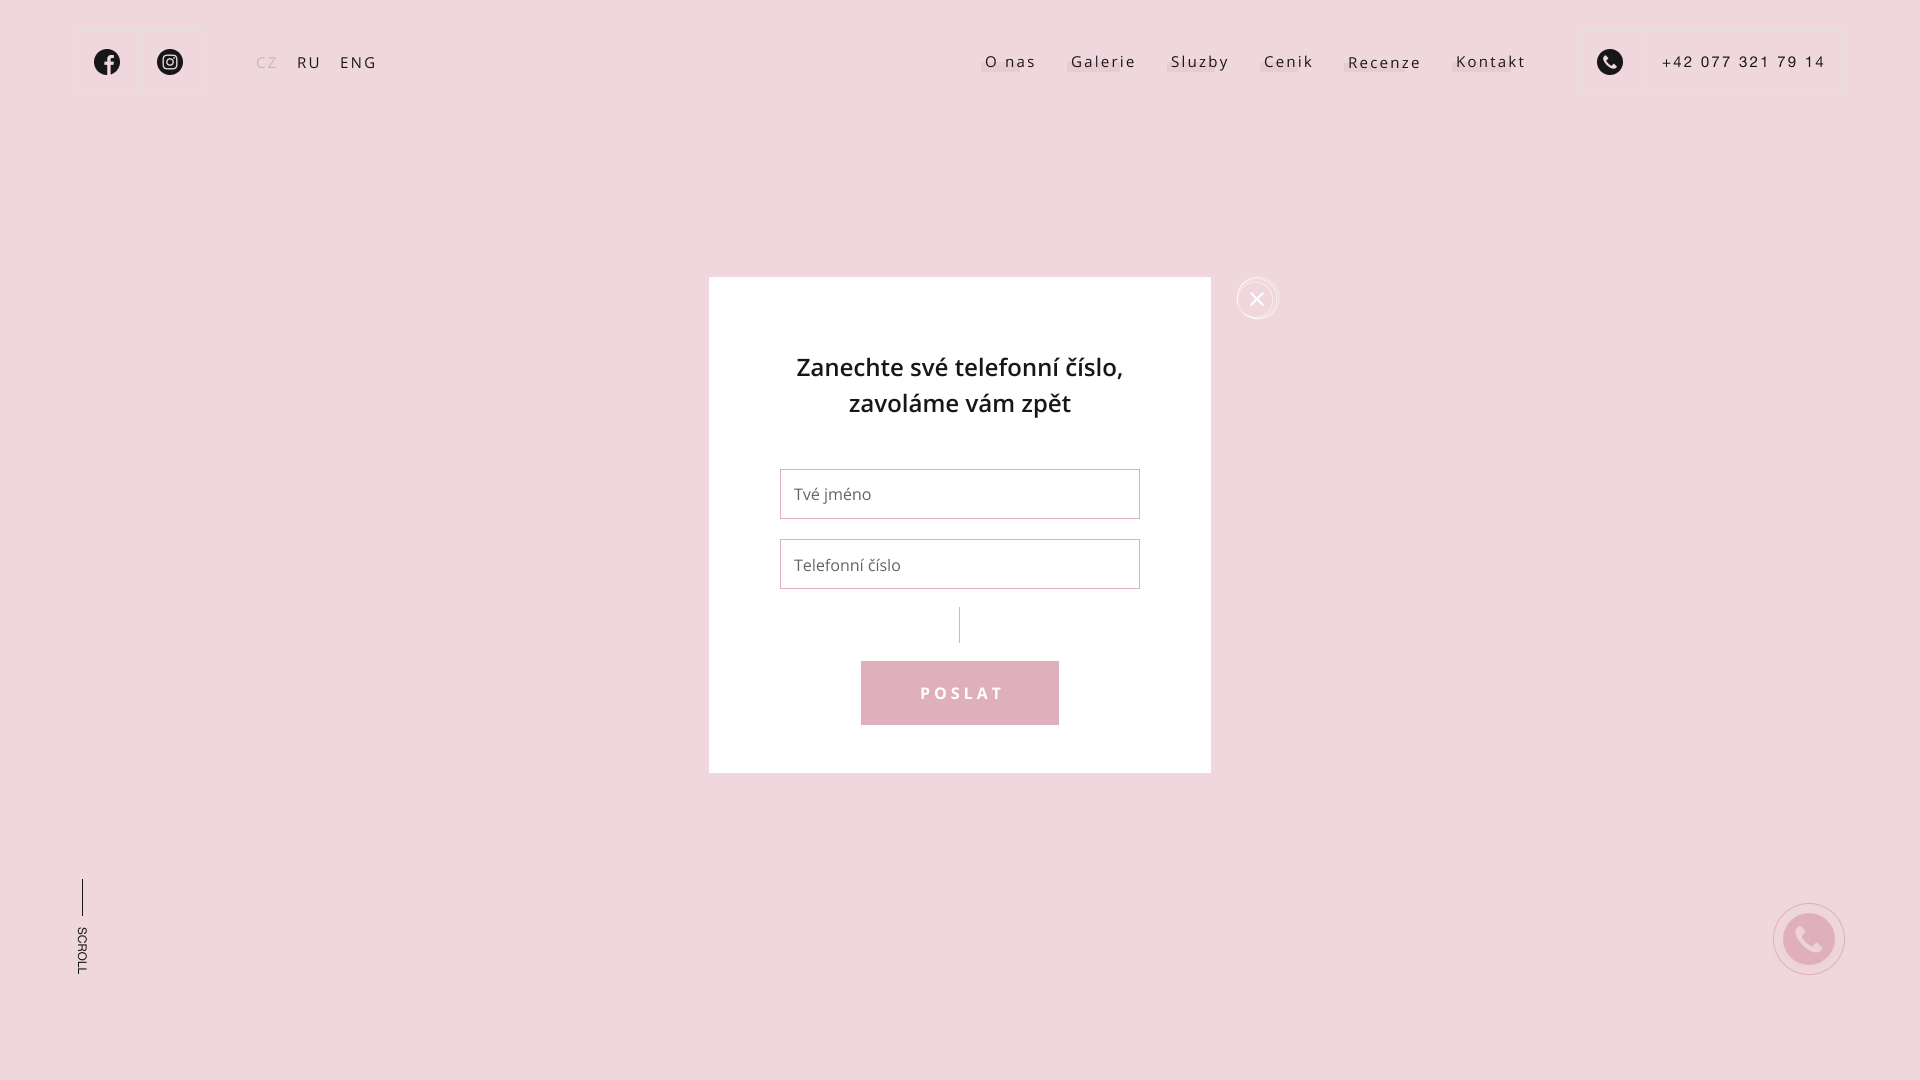 CZ RU ENG
O nas Galerie Sluzby Cenik Recenze Kontakt
+42 077 321 79 14
Zanechte své telefonní číslo,
zavoláme vám zpět
Tvé jméno
Telefonní číslo
POSLAT
SCROLL